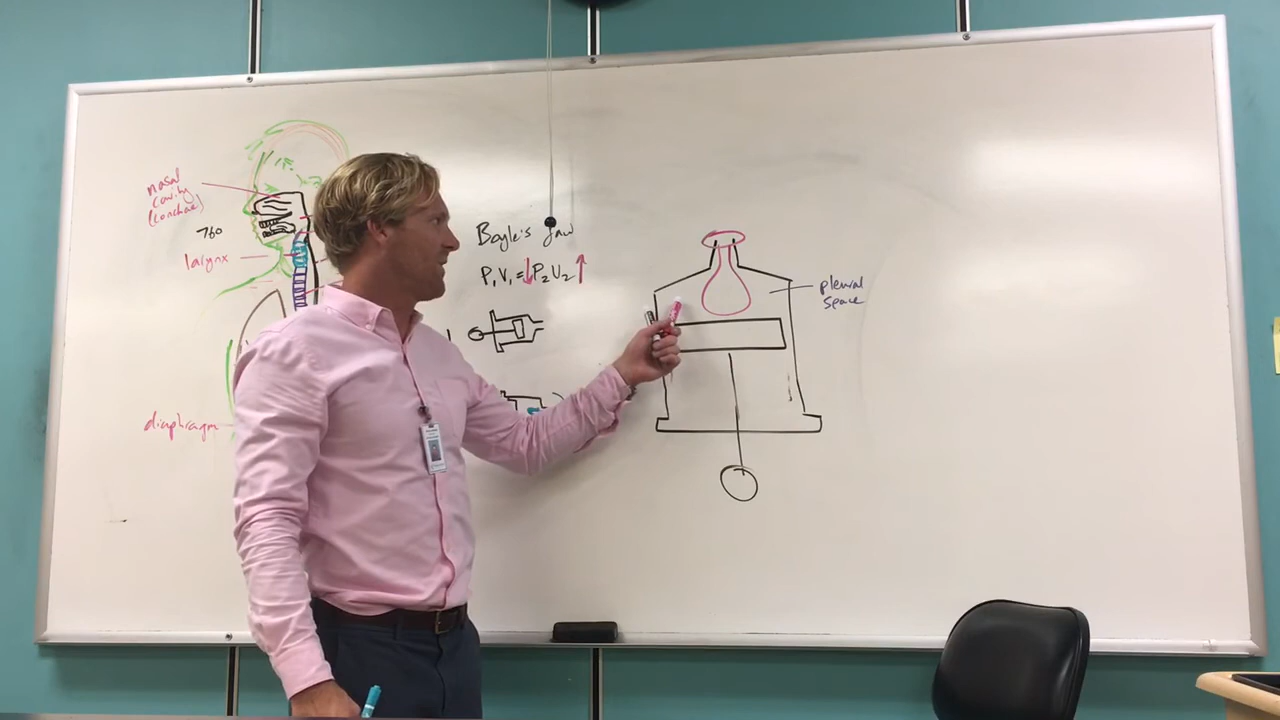 nasal
cavity
(conchae)
760
larynx
diaphragm
Boyle's Law
P₁V₁ = P₂V₂
pleural
space